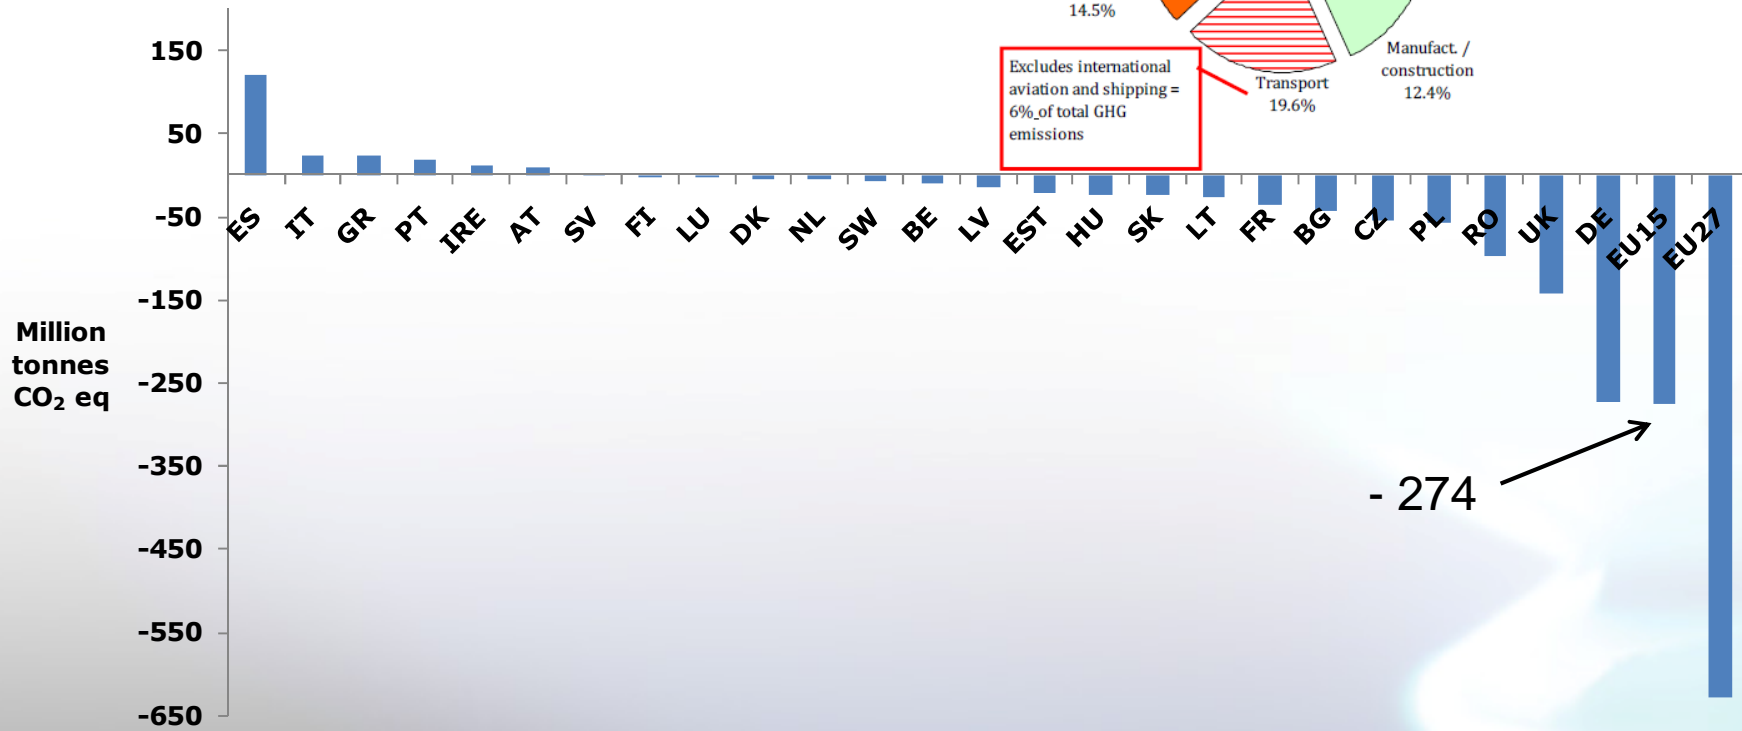 14.5%
Manufact. /
construction
12.4%
Transport
19.6%
Excludes international
aviation and shipping =
6% of total GHG
emissions
150
50
-50
-150
-250
-350
-450
-550
-650
Million
tonnes
CO₂ eq
ES
IT
GR
PT
IRE
AT
SV
FI
LU
DK
NL
SW
BE
LV
EST
HU
SK
LT
FR
BG
CZ
PL
RO
UK
DE
EU15
EU27
- 274